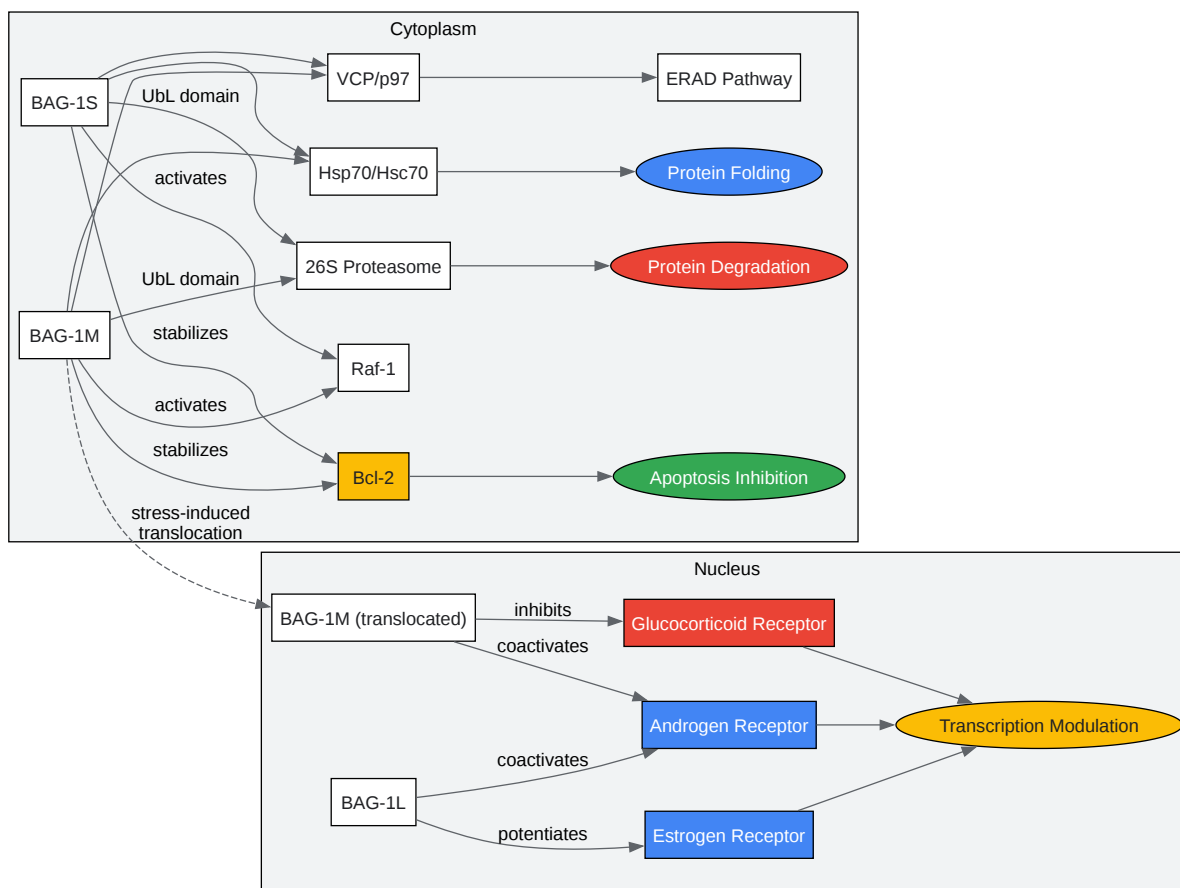 Cytoplasm
BAG-1S
VCP/p97
ERAD Pathway
UbL domain
Hsp70/Hsc70
Protein Folding
activates
26S Proteasome
Protein Degradation
UbL domain
BAG-1M
stabilizes
Raf-1
activates
stabilizes
Bcl-2
Apoptosis Inhibition
stress-induced
translocation
Nucleus
BAG-1M (translocated)
inhibits
Glucocorticoid Receptor
coactivates
Androgen Receptor
Transcription Modulation
coactivates
BAG-1L
potentiates
Estrogen Receptor